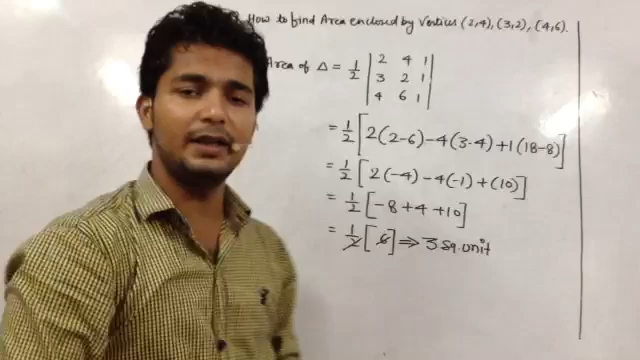 How to find Area enclosed by Vertices (2,4), (3,2), (4,6).
Area of Δ = 1/2 | 2 4 1 |
| 3 2 1 |
| 4 6 1 |
= 1/2 [2(2-6)-4(3-4)+1(18-8)]
= 1/2 [2(-4)-4(-1)+(10)]
= 1/2 [-8+4+10]
= 1/2 [6] ⇒ 3 sq. unit